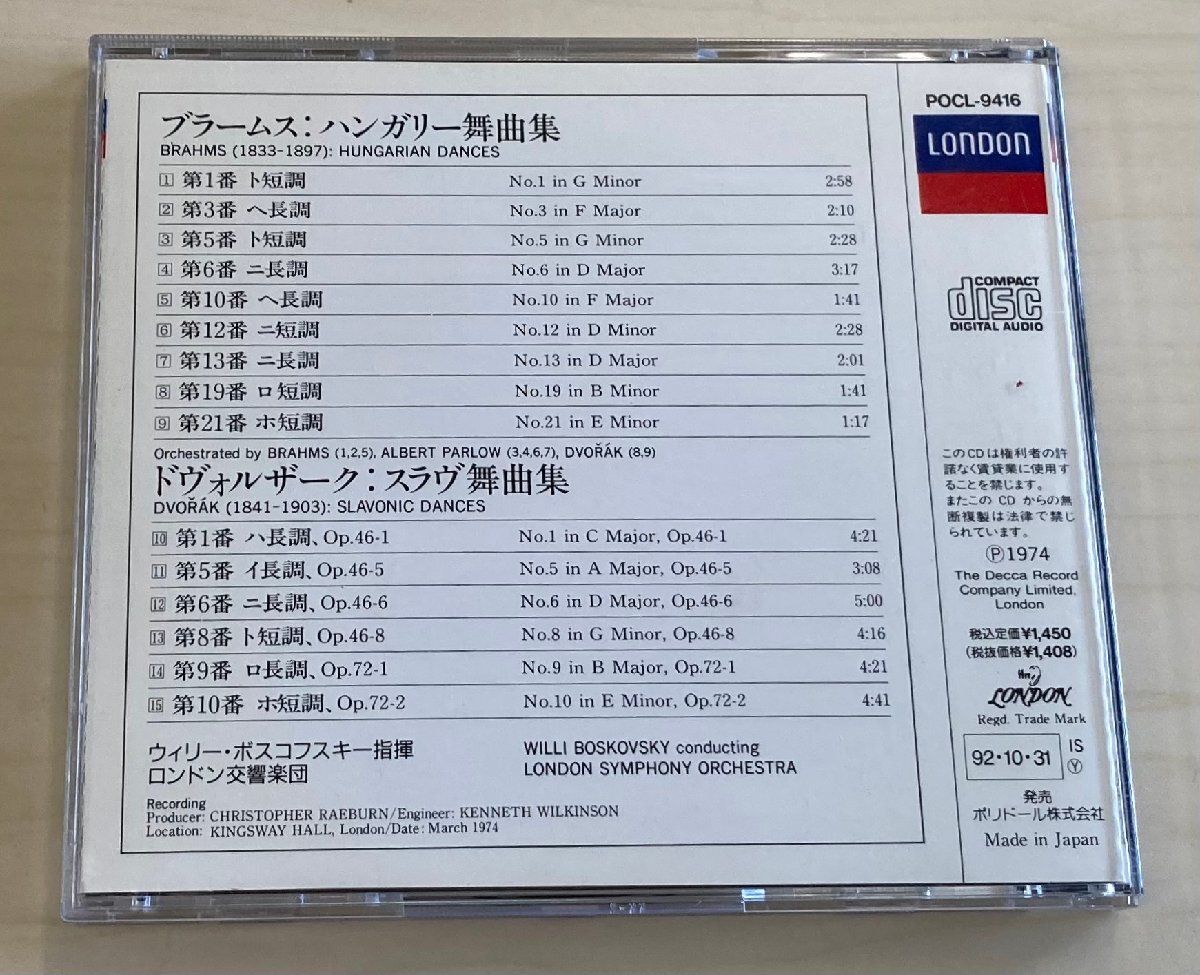 ブラームス：ハンガリー舞曲集
BRAHMS (1833-1897): HUNGARIAN DANCES
1 第1番 ト短調 No.1 in G Minor 2:58
2 第3番 ヘ長調 No.3 in F Major 2:10
3 第5番 ト短調 No.5 in G Minor 2:28
4 第6番 ニ長調 No.6 in D Major 3:17
5 第10番 ヘ長調 No.10 in F Major 1:41
6 第12番 ニ短調 No.12 in D Minor 2:28
7 第13番 ニ長調 No.13 in D Major 2:01
8 第19番 ロ短調 No.19 in B Minor 1:41
9 第21番 ホ短調 No.21 in E Minor 1:17
Orchestrated by BRAHMS (1,2,5), ALBERT PARLOW (3,4,6,7), DVOŘÁK (8,9)
ドヴォルザーク：スラヴ舞曲集
DVOŘÁK (1841-1903): SLAVONIC DANCES
10 第1番 ハ長調、Op.46-1 No.1 in C Major, Op.46-1 4:21
11 第5番 イ長調、Op.46-5 No.5 in A Major, Op.46-5 3:08
12 第6番 ニ長調、Op.46-6 No.6 in D Major, Op.46-6 5:00
13 第8番 ト短調、Op.46-8 No.8 in G Minor, Op.46-8 4:16
14 第9番 ロ長調、Op.72-1 No.9 in B Major, Op.72-1 4:21
15 第10番 ホ短調、Op.72-2 No.10 in E Minor, Op.72-2 4:41
ウィリー・ボスコフスキー指揮
ロンドン交響楽団
WILLI BOSKOVSKY conducting
LONDON SYMPHONY ORCHESTRA
Recording
Producer: CHRISTOPHER RAEBURN/Engineer: KENNETH WILKINSON
Location: KINGSWAY HALL, London/Date: March 1974
POCL-9416
LONDON
COMPACT
disc
DIGITAL AUDIO
このCDは権利者の許
諾なく賃貸業に使用す
ることを禁じます。
またこの CD からの無
断複製は法律で禁じ
られています。
Ⓟ1974
The Decca Record
Company Limited,
London
税込定価¥1,450
(税抜価格¥1,408)
ffrr
LONDON
Regd. Trade Mark
92・10・31 IS
Ⓨ
発売
ポリドール株式会社
Made in Japan